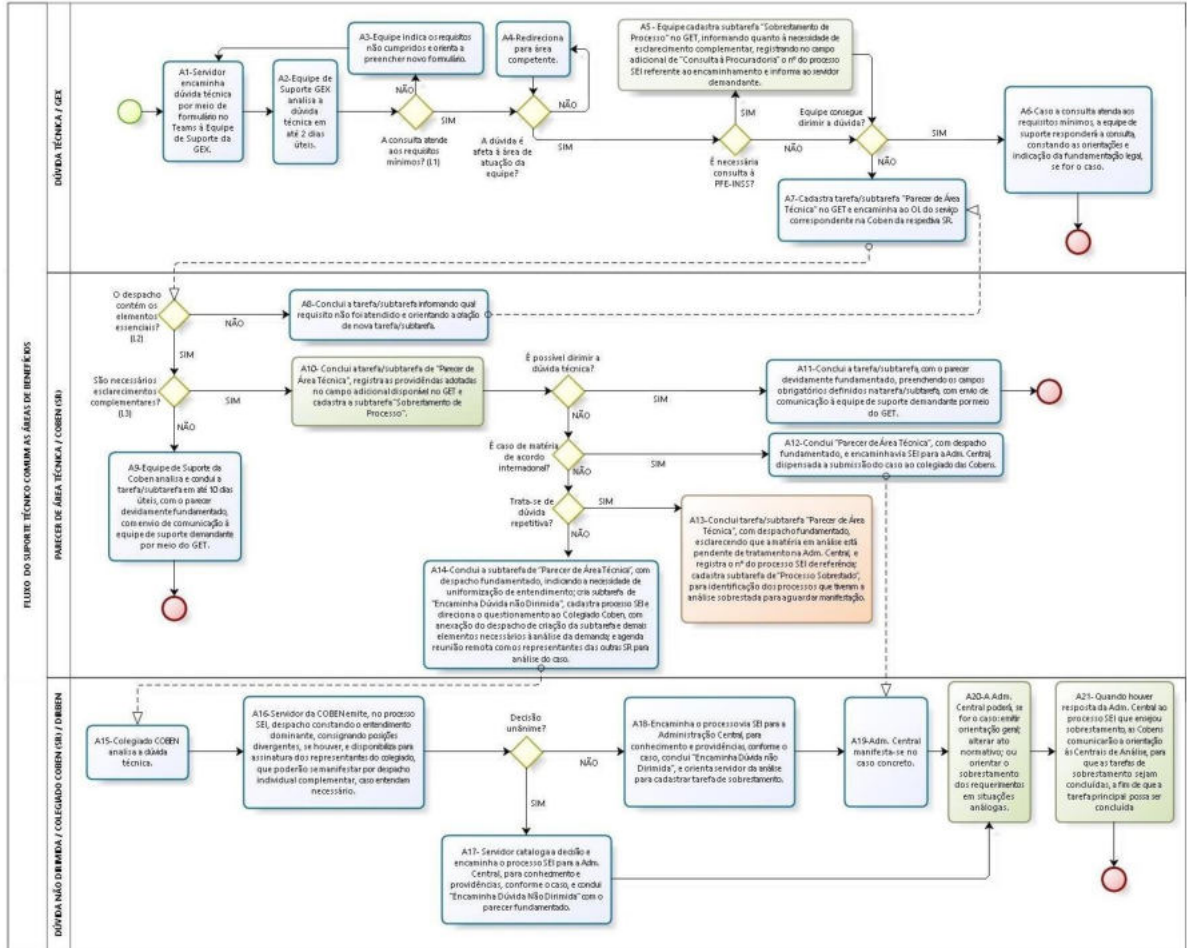 FLUXO DO SUPORTE TÉCNICO COM UM AS ÁREAS DE BENEFÍCIOS
DÚVIDA TÉCNICA / GEX
A1-Servidor
encaminha
dúvida técnica
por meio de
formulário no
Teams à Equipe
de Suporte da
GEX.
A2-Equipe de
Suporte GEX
analisa a
dúvida técnica
em até 2 dias
úteis.
A3-Equipe indica os requisitos
não cumpridos e orienta a
preencher novo formulário.
NÃO
SIM
A consulta atende
aos requisitos
mínimos? (L1)
A4-Redireciona
para área
competente.
NÃO
A dúvida é
afeta à área de
atuação da
equipe?
SIM
A5 - Equipe cadastra subtarefa "Sobrestamento de
Processo" no GET, informando quanto à necessidade de
esclarecimento complementar, registrando no campo
adicional de "Consulta à Procuradoria" o nº do processo
SEI referente ao encaminhamento e informa ao servidor
demandante.
SIM
É necessária
consulta à
PFE-INSS?
NÃO
Equipe consegue
dirimir a dúvida?
SIM
NÃO
A6-Caso a consulta atenda aos
requisitos mínimos, a equipe de
suporte responderá a consulta,
constando as orientações e
indicação da fundamentação legal,
se for o caso.
A7-Cadastra tarefa/subtarefa "Parecer de Área
Técnica" no GET e encaminha ao OL do serviço
correspondente na Coben da respectiva SR.
PARECER DE ÁREA TÉCNICA / COBEN (SR)
O despacho
contém os
elementos
essenciais?
(L2)
NÃO
SIM
A8-Conclui a tarefa/subtarefa informando qual
requisito não foi atendido e orientando a criação
de nova tarefa/subtarefa.
São necessários
esclarecimentos
complementares?
(L3)
SIM
NÃO
A9-Equipe de Suporte da
Coben analisa e conclui a
tarefa/subtarefa em até 10 dias
úteis, com o parecer
devidamente fundamentado,
com envio de comunicação à
equipe de suporte demandante
por meio do GET.
A10- Conclui a tarefa/subtarefa de "Parecer de
Área Técnica", registra as providências adotadas
no campo adicional disponível no GET e
cadastra a subtarefa "Sobrestamento de
Processo".
É possível dirimir a
dúvida técnica?
SIM
NÃO
A11-Conclui a tarefa/subtarefa, com o parecer
devidamente fundamentado, preenchendo os campos
obrigatórios definidos na tarefa/subtarefa, com envio de
comunicação à equipe de suporte demandante por meio
do GET.
É caso de matéria
de acordo
internacional?
SIM
NÃO
A12-Conclui "Parecer de Área Técnica", com despacho
fundamentado, e encaminha via SEI para a Adm. Central,
dispensada a submissão do caso ao colegiado das Cobens.
Trata-se de
dúvida
repetitiva?
SIM
NÃO
A13-Conclui tarefa/subtarefa "Parecer de Área
Técnica", com despacho fundamentado,
esclarecendo que a matéria em análise está
pendente de tratamento na Adm. Central, e
registra o nº do processo SEI de referência;
cadastra subtarefa de "Processo Sobrestado",
para identificação dos processos que tiveram a
análise sobrestada para aguardar manifestação.
A14-Conclui a subtarefa de "Parecer de Área Técnica", com
despacho fundamentado, indicando a necessidade de
uniformização de entendimento; cria subtarefa de
"Encaminha Dúvida não Dirimida", cadastra processo SEI e
direciona o questionamento ao Colegiado Coben, com
anexação do despacho de criação da subtarefa e demais
elementos necessários à análise da demanda; e agenda
reunião remota com os representantes das outras SR para
análise do caso.
DÚVIDA NÃO DIRIMIDA / COLEGIADO COBEN (SR) / DIRBEN
A15-Colegiado COBEN
analisa a dúvida
técnica.
A16-Servidor da COBEN emite, no processo
SEI, despacho constando o entendimento
dominante, consignando posições
divergentes, se houver, e disponibiliza para
assinatura dos representantes do colegiado,
que poderão se manifestar por despacho
individual complementar, caso entendam
necessário.
Decisão
unânime?
NÃO
SIM
A17- Servidor cataloga a decisão e
encaminha o processo SEI para a Adm.
Central, para conhecimento e
providências, conforme o caso, e conclui
"Encaminha Dúvida Não Dirimida" com o
parecer fundamentado.
A18-Encaminha o processo via SEI para a
Administração Central, para
conhecimento e providências, conforme o
caso, conclui "Encaminha Dúvida não
Dirimida", e orienta servidor da análise
para cadastrar tarefa de sobrestamento.
A19-Adm. Central
manifesta-se no
caso concreto.
A20-A Adm.
Central poderá, se
for o caso: emitir
orientação geral;
alterar ato
normativo; ou
orientar o
sobrestamento
dos requerimentos
em situações
análogas.
A21- Quando houver
resposta da Adm. Central
ao processo SEI que ensejou
sobrestamento, as Cobens
comunicarão a orientação
às Centrais de Análise, para
que as tarefas de
sobrestamento sejam
concluídas, a fim de que a
tarefa principal possa ser
concluída